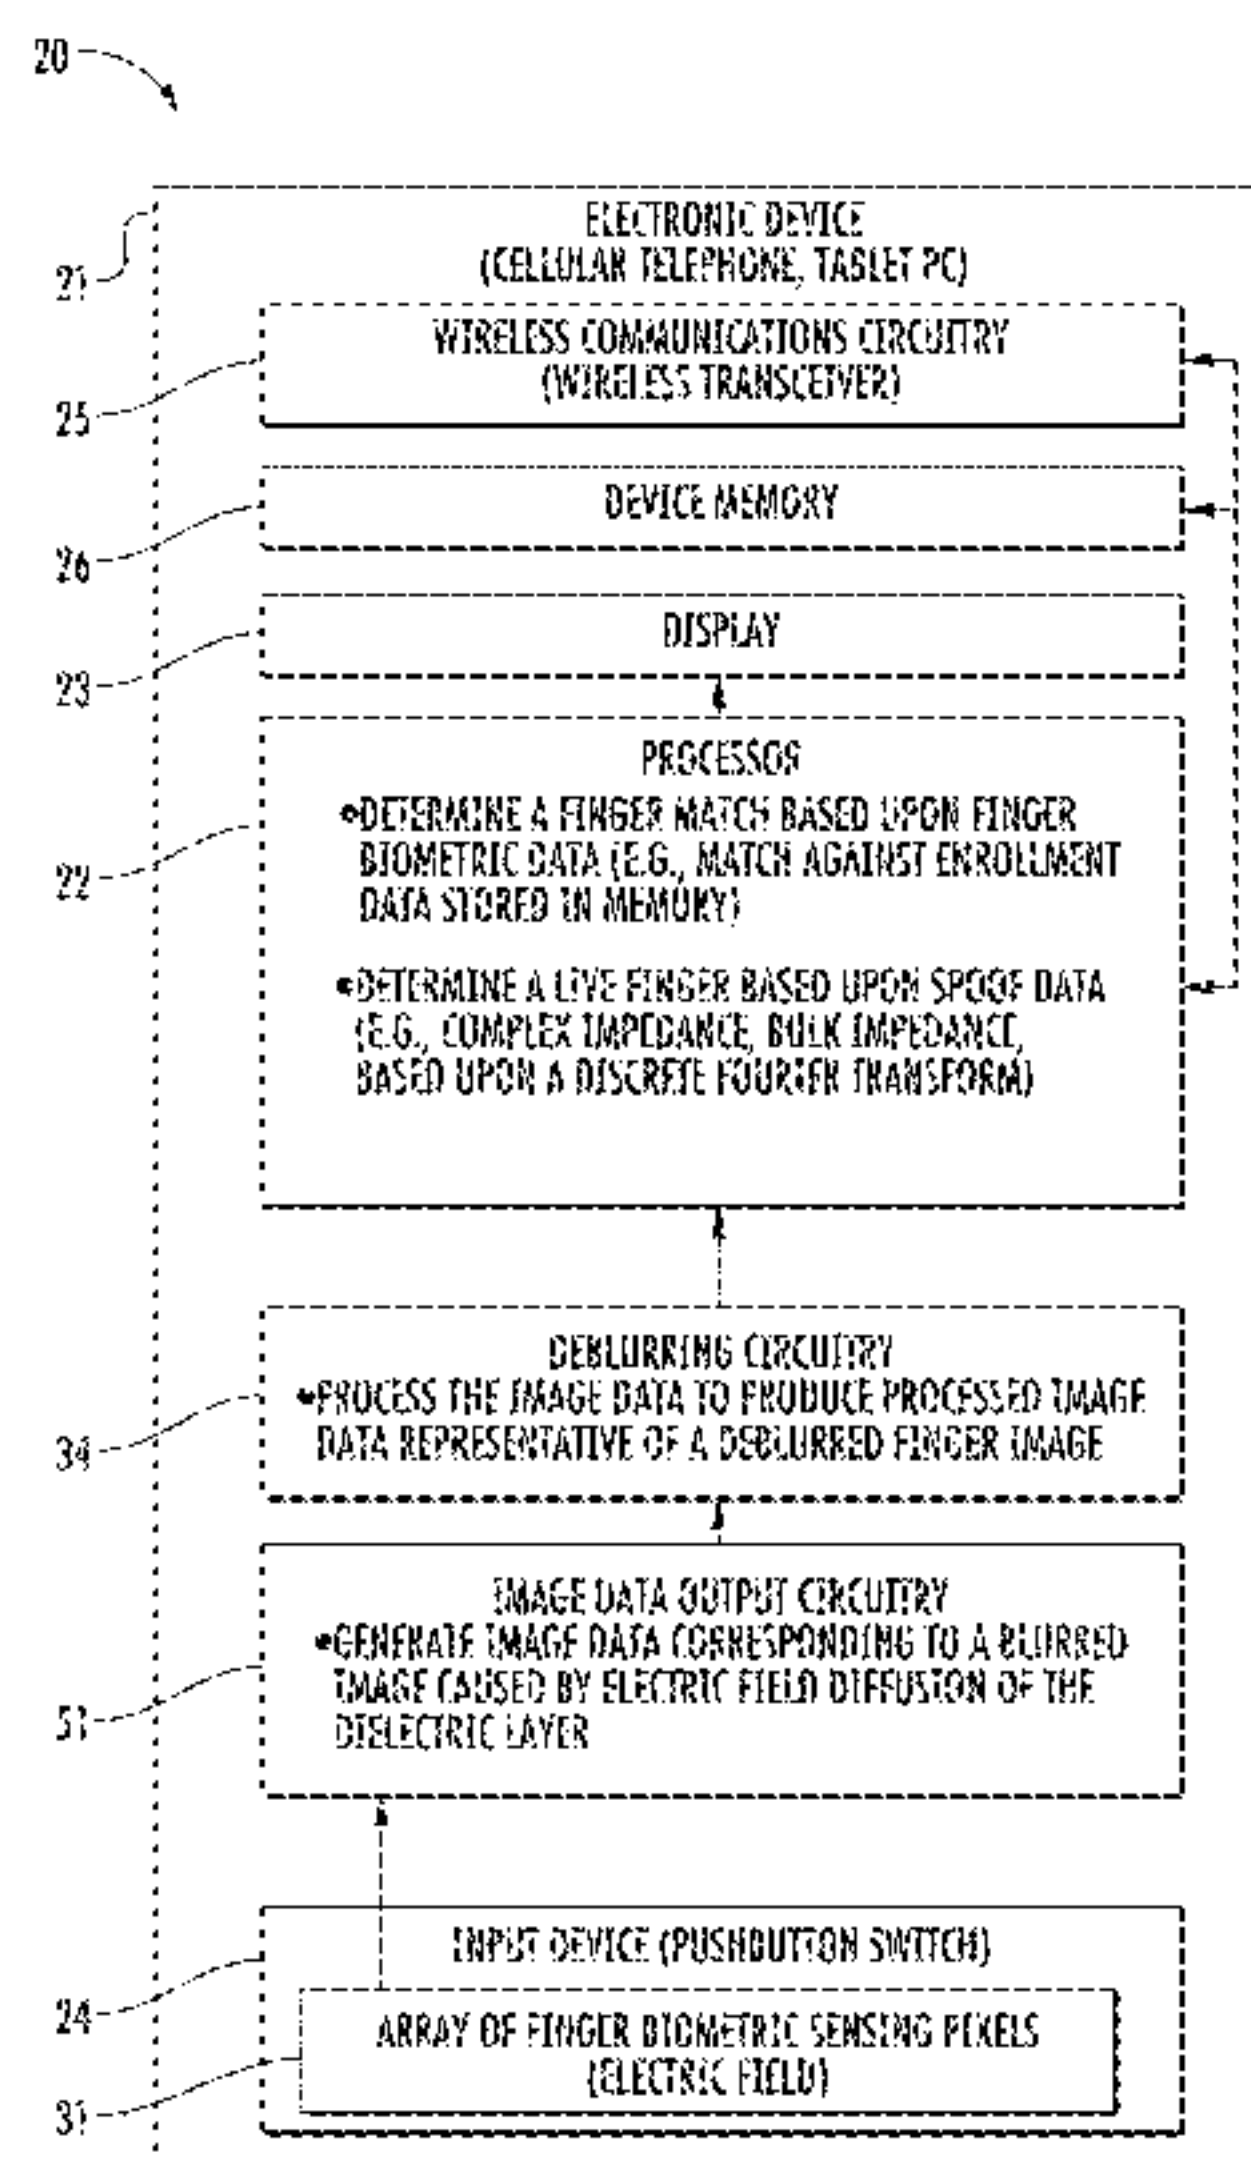 20
21
ELECTRONIC DEVICE
(CELLULAR TELEPHONE, TABLET PC)
WIRELESS COMMUNICATIONS CIRCUITRY
(WIRELESS TRANSCEIVER)
25
DEVICE MEMORY
26
DISPLAY
23
PROCESSOR
•DETERMINE A FINGER MATCH BASED UPON FINGER
BIOMETRIC DATA (E.G., MATCH AGAINST ENROLLMENT
DATA STORED IN MEMORY)
22
•DETERMINE A LIVE FINGER BASED UPON SPOOF DATA
(E.G., COMPLEX IMPEDANCE, BULK IMPEDANCE,
BASED UPON A DISCRETE FOURIER TRANSFORM)
DEBLURRING CIRCUITRY
•PROCESS THE IMAGE DATA TO PRODUCE PROCESSED IMAGE
DATA REPRESENTATIVE OF A DEBLURRED FINGER IMAGE
34
IMAGE DATA OUTPUT CIRCUITRY
•GENERATE IMAGE DATA CORRESPONDING TO A BLURRED
IMAGE CAUSED BY ELECTRIC FIELD DIFFUSION OF THE
DIELECTRIC LAYER
51
INPUT DEVICE (PUSHBUTTON SWITCH)
24
ARRAY OF FINGER BIOMETRIC SENSING PIXELS
(ELECTRIC FIELD)
31